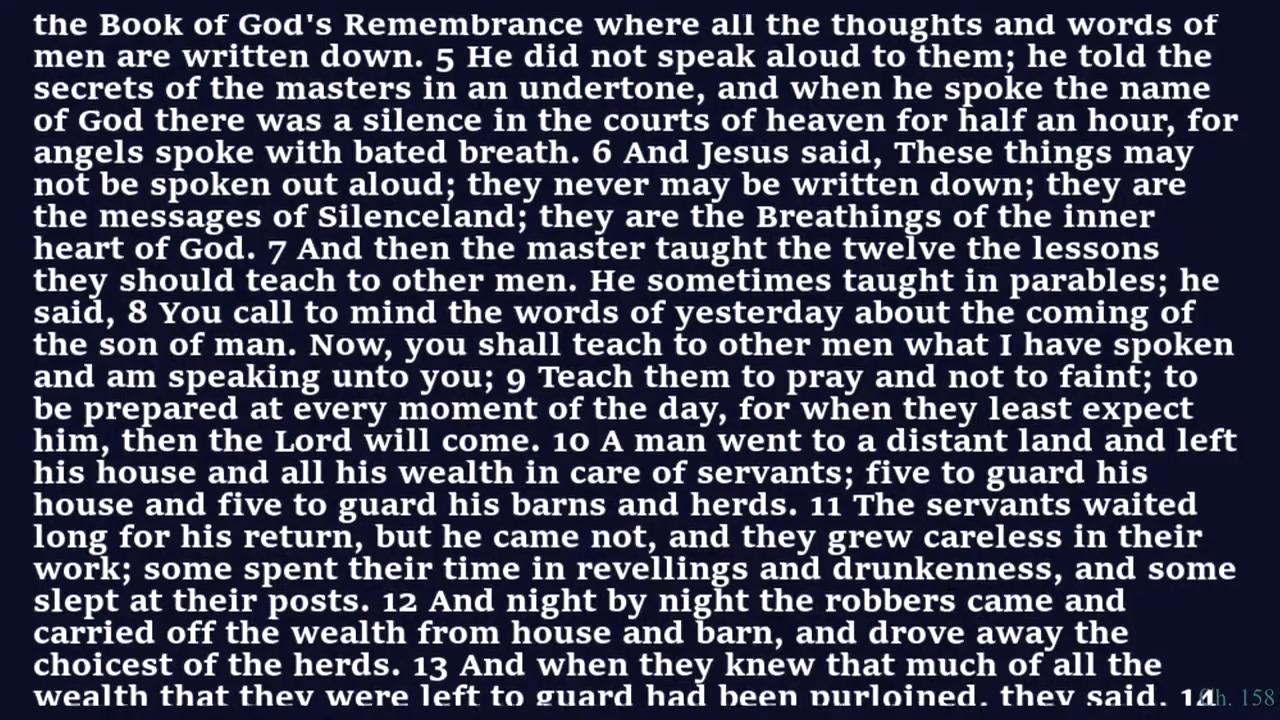 the Book of God's Remembrance where all the thoughts and words of
men are written down. 5 He did not speak aloud to them; he told the
secrets of the masters in an undertone, and when he spoke the name
of God there was a silence in the courts of heaven for half an hour, for
angels spoke with bated breath. 6 And Jesus said, These things may
not be spoken out aloud; they never may be written down; they are
the messages of Silenceland; they are the Breathings of the inner
heart of God. 7 And then the master taught the twelve the lessons
they should teach to other men. He sometimes taught in parables; he
said, 8 You call to mind the words of yesterday about the coming of
the son of man. Now, you shall teach to other men what I have spoken
and am speaking unto you; 9 Teach them to pray and not to faint; to
be prepared at every moment of the day, for when they least expect
him, then the Lord will come. 10 A man went to a distant land and left
his house and all his wealth in care of servants; five to guard his
house and five to guard his barns and herds. 11 The servants waited
long for his return, but he came not, and they grew careless in their
work; some spent their time in revellings and drunkenness, and some
slept at their posts. 12 And night by night the robbers came and
carried off the wealth from house and barn, and drove away the
choicest of the herds. 13 And when they knew that much of all the
wealth that they were left to guard had been purloined, they said, 14
Ch. 158